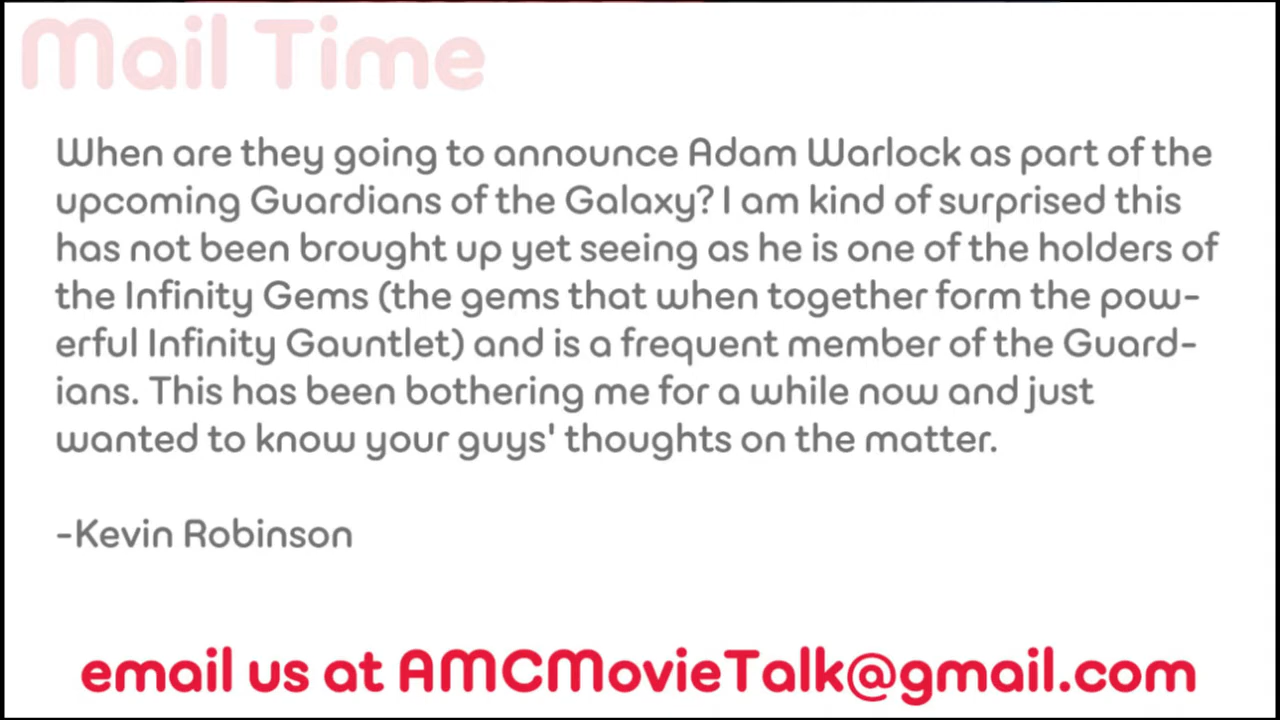 Mail Time
When are they going to announce Adam Warlock as part of the
upcoming Guardians of the Galaxy? I am kind of surprised this
has not been brought up yet seeing as he is one of the holders of
the Infinity Gems (the gems that when together form the pow-
erful Infinity Gauntlet) and is a frequent member of the Guard-
ians. This has been bothering me for a while now and just
wanted to know your guys' thoughts on the matter.
-Kevin Robinson
email us at AMCMovieTalk@gmail.com